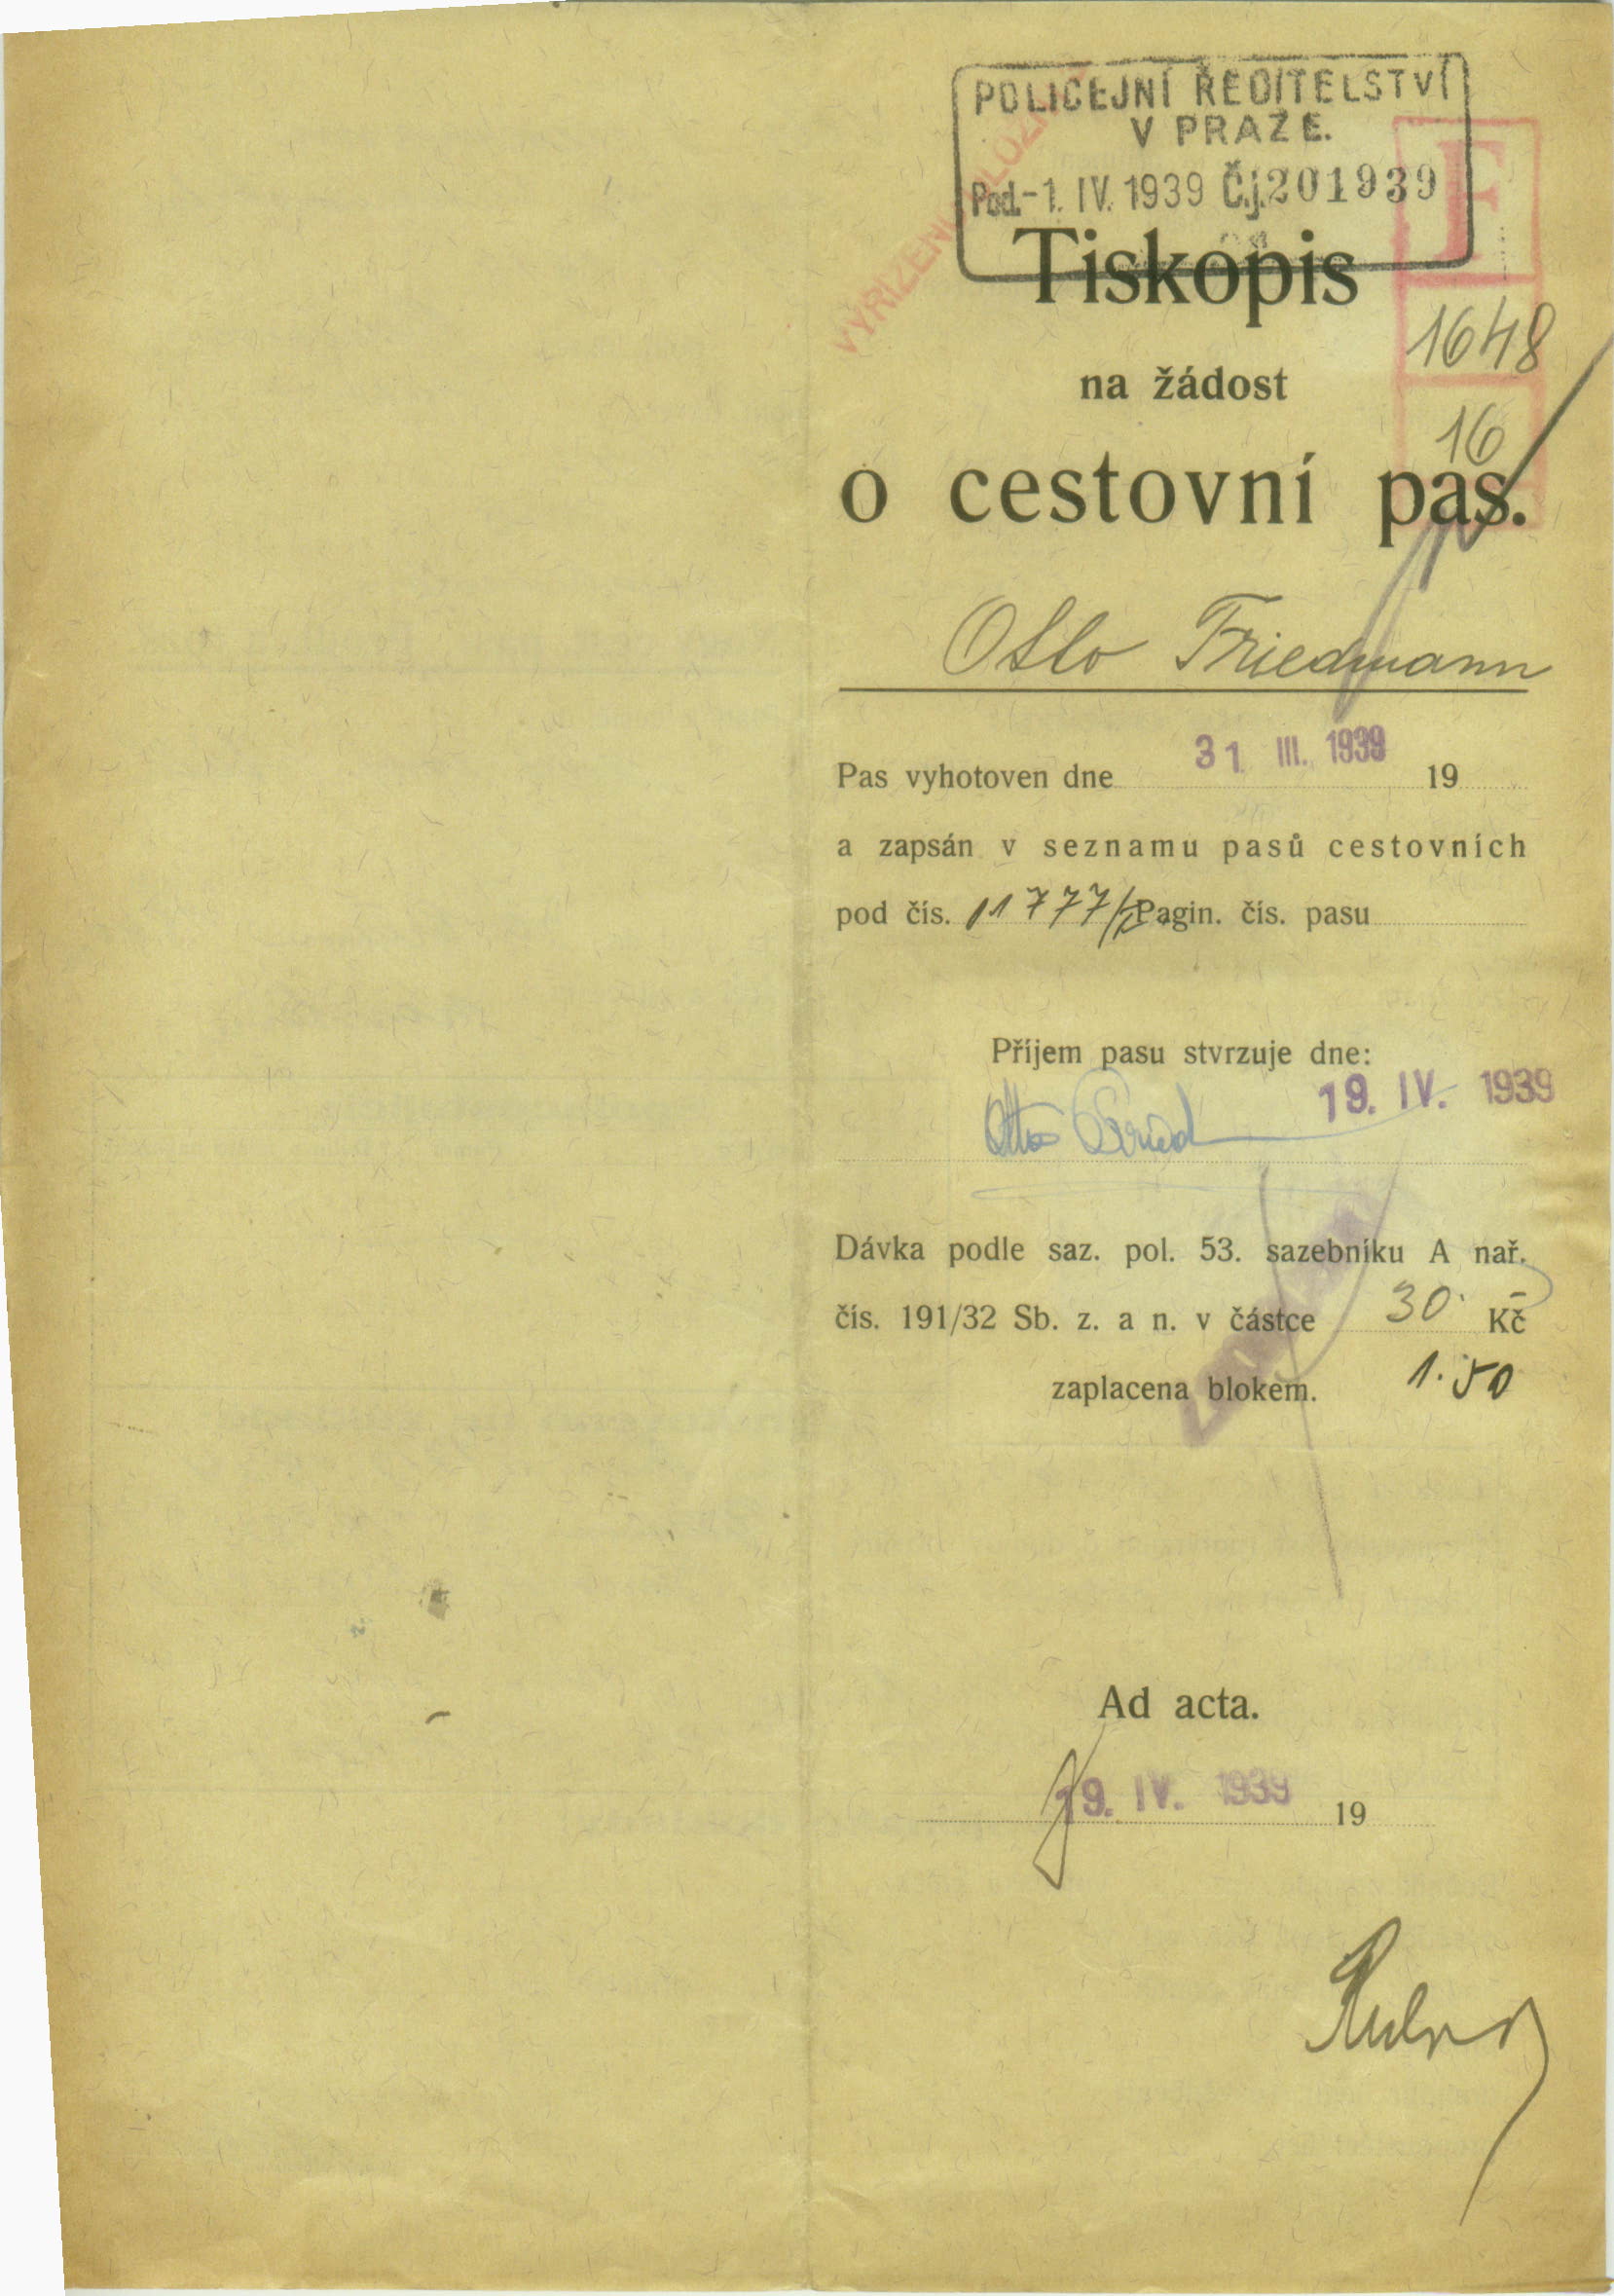 POLICEJNÍ ŘEDITELSTVÍ
V PRAZE.
Pod.-1. IV. 1939 Č.j. 201939
F
Tiskopis
1648
na žádost
16
o cestovní pas.
Otto Friedmann
Pas vyhotoven dne 31 III. 1939 19
a zapsán v seznamu pasů cestovních
pod čís. 11777/ Pagin. čís. pasu
Příjem pasu stvrzuje dne:
19. IV. 1939
Otto
Dávka podle saz. pol. 53. sazebníku A nař.
čís. 191/32 Sb. z. a n. v částce 30 Kč
zaplacena blokem. 1.50
Ad acta.
19. IV. 1939 19